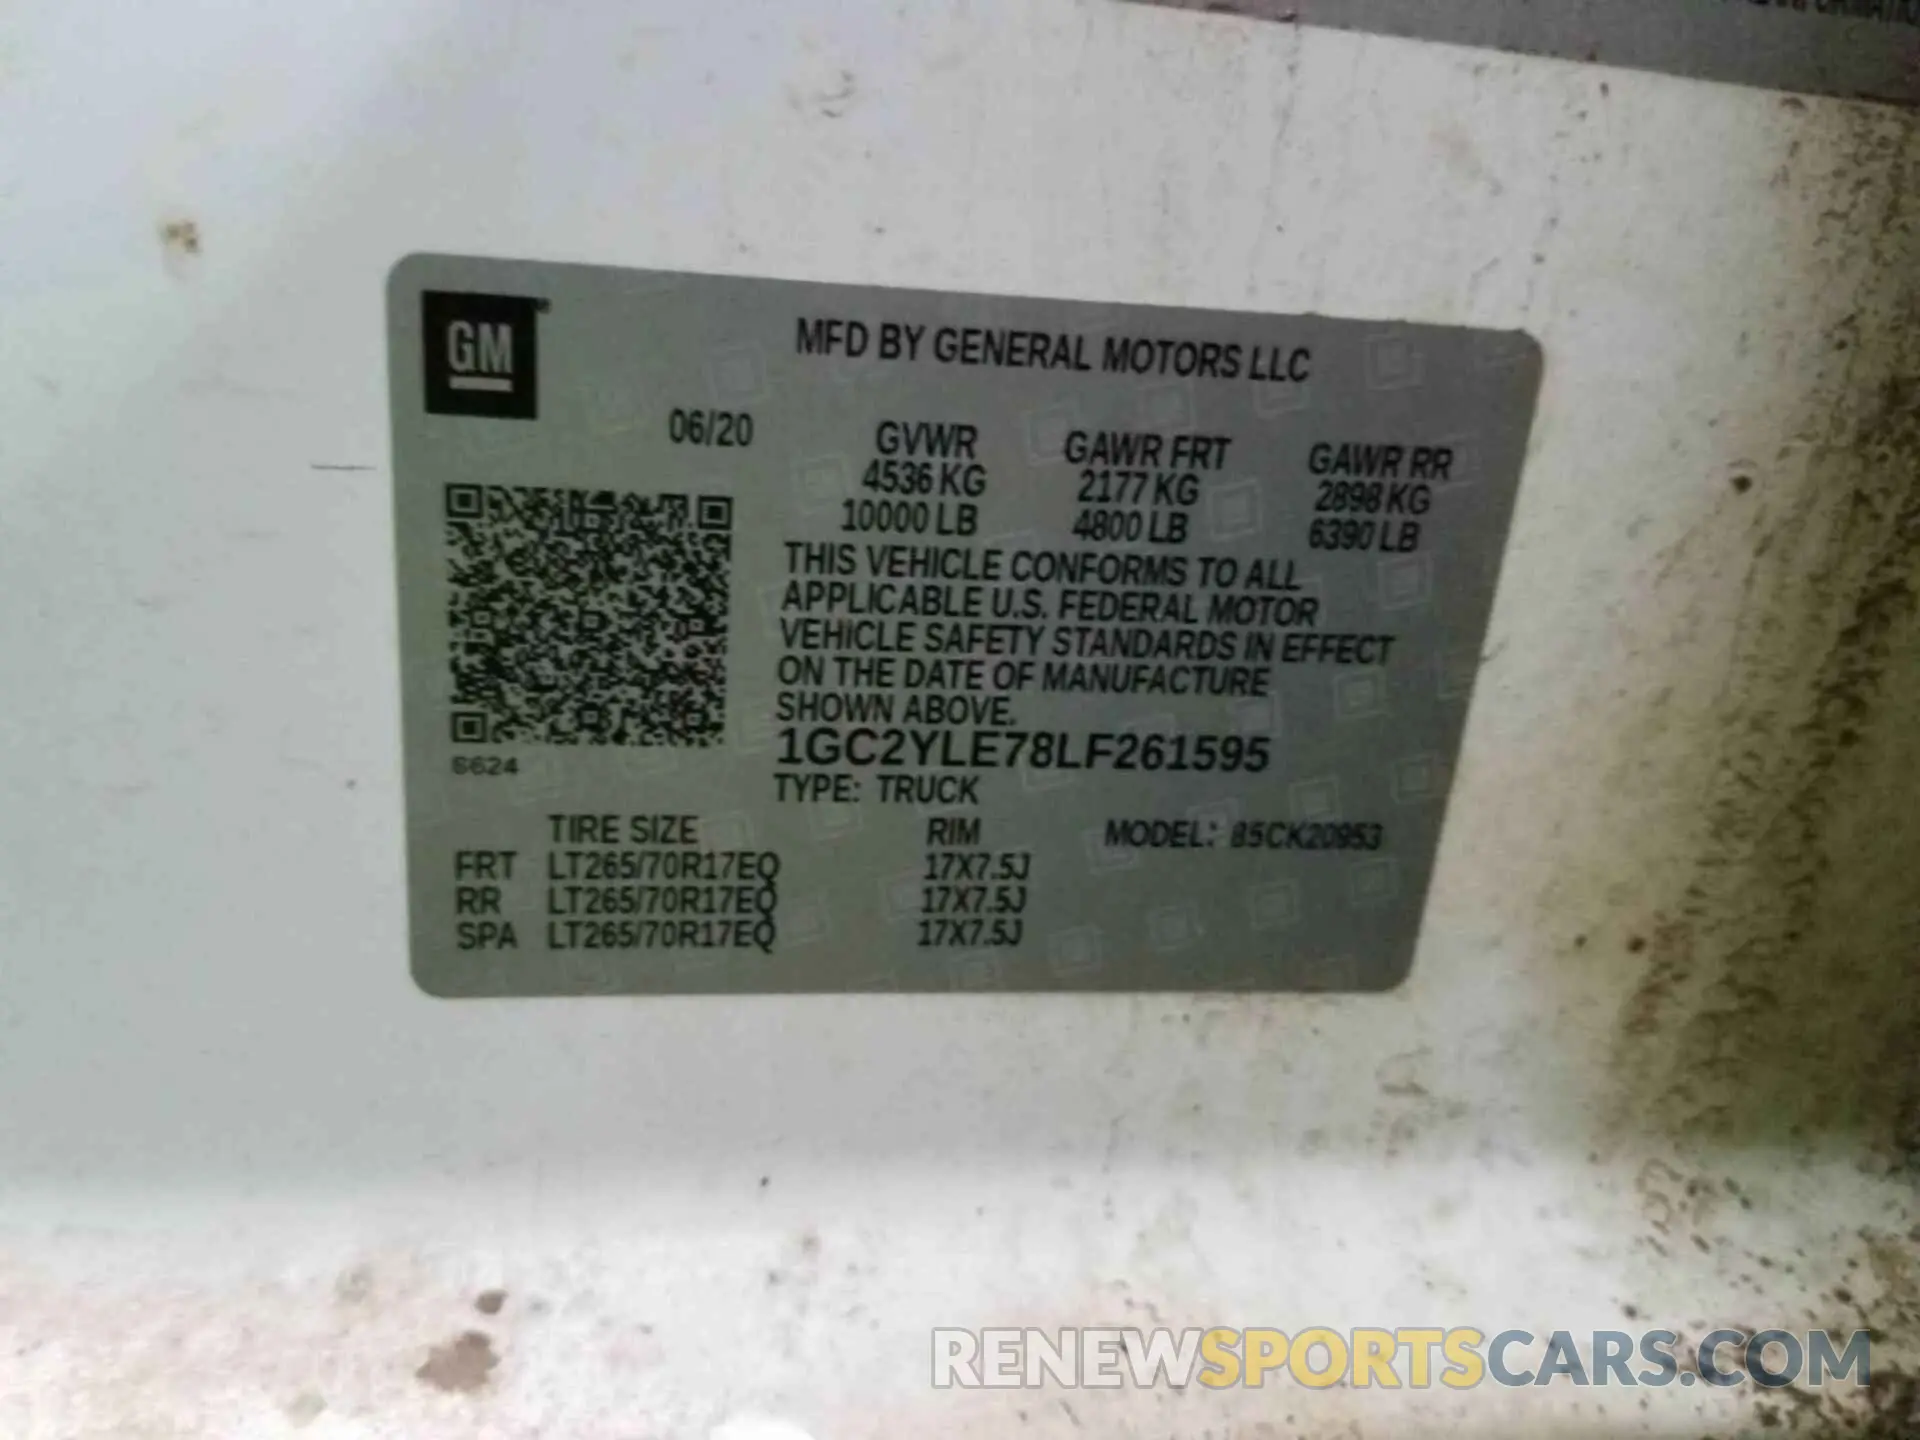 GM
MFD BY GENERAL MOTORS LLC
06/20
GVWR GAWR FRT GAWR RR
4536 KG 2177 KG 2898 KG
10000 LB 4800 LB 6390 LB
THIS VEHICLE CONFORMS TO ALL
APPLICABLE U.S. FEDERAL MOTOR
VEHICLE SAFETY STANDARDS IN EFFECT
ON THE DATE OF MANUFACTURE
SHOWN ABOVE.
1GC2YLE78LF261595
6624
TYPE: TRUCK
TIRE SIZE RIM MODEL:
FRT LT265/70R17EQ 17X7.5J
RR LT265/70R17EQ 17X7.5J
SPA LT265/70R17EQ 17X7.5J
RENEWSPORTSCARS.COM